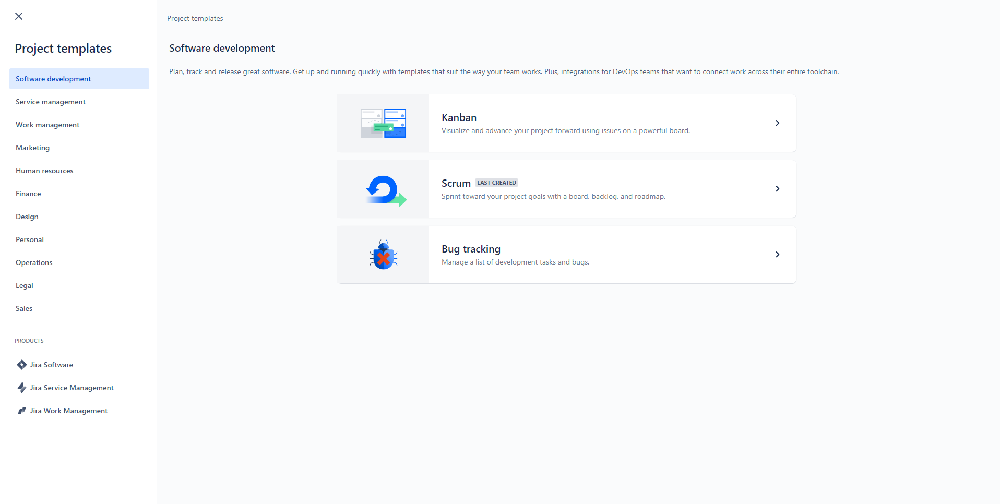 Project templates
Software development
Service management
Work management
Marketing
Human resources
Finance
Design
Personal
Operations
Legal
Sales
PRODUCTS
Jira Software
Jira Service Management
Jira Work Management
Project templates
Software development
Plan, track and release great software. Get up and running quickly with templates that suit the way your team works. Plus, integrations for DevOps teams that want to connect work across their entire toolchain.
Kanban
Visualize and advance your project forward using issues on a powerful board.
Scrum LAST CREATED
Sprint toward your project goals with a board, backlog, and roadmap.
Bug tracking
Manage a list of development tasks and bugs.